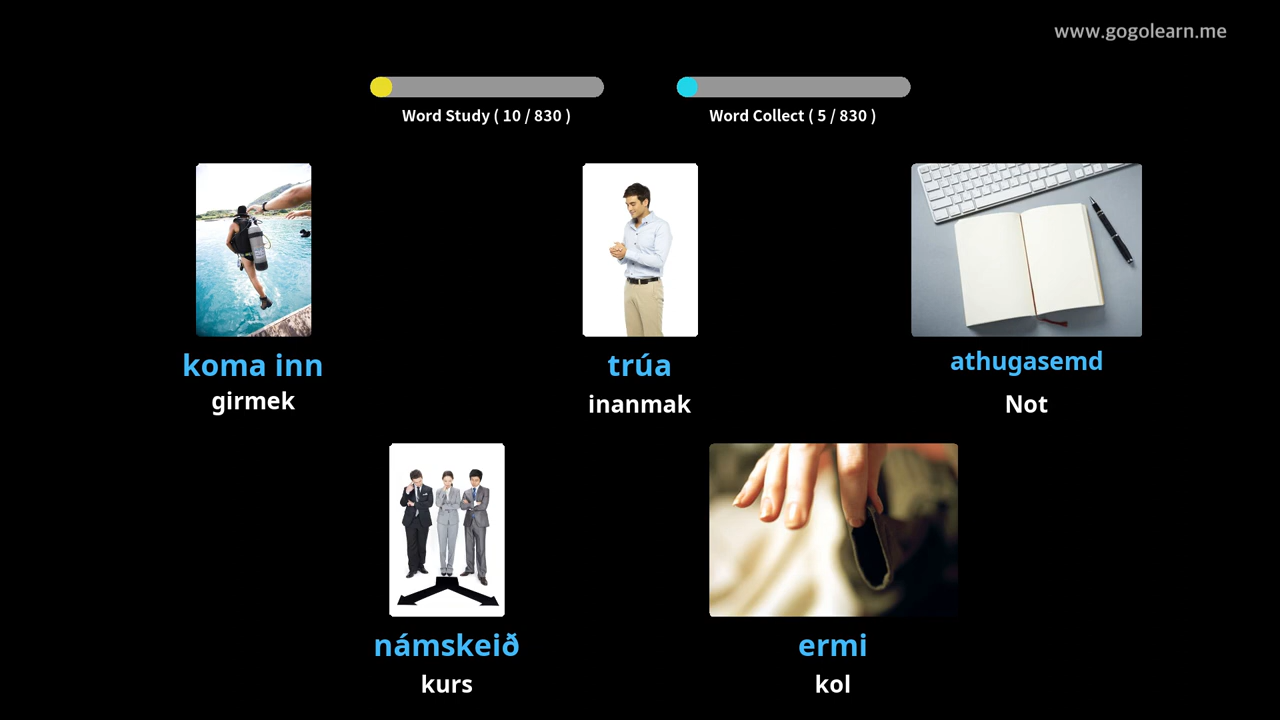 www.gogolearn.me
Word Study ( 10 / 830 )
Word Collect ( 5 / 830 )
koma inn
girmek
trúa
inanmak
athugasemd
Not
námskeið
kurs
ermi
kol